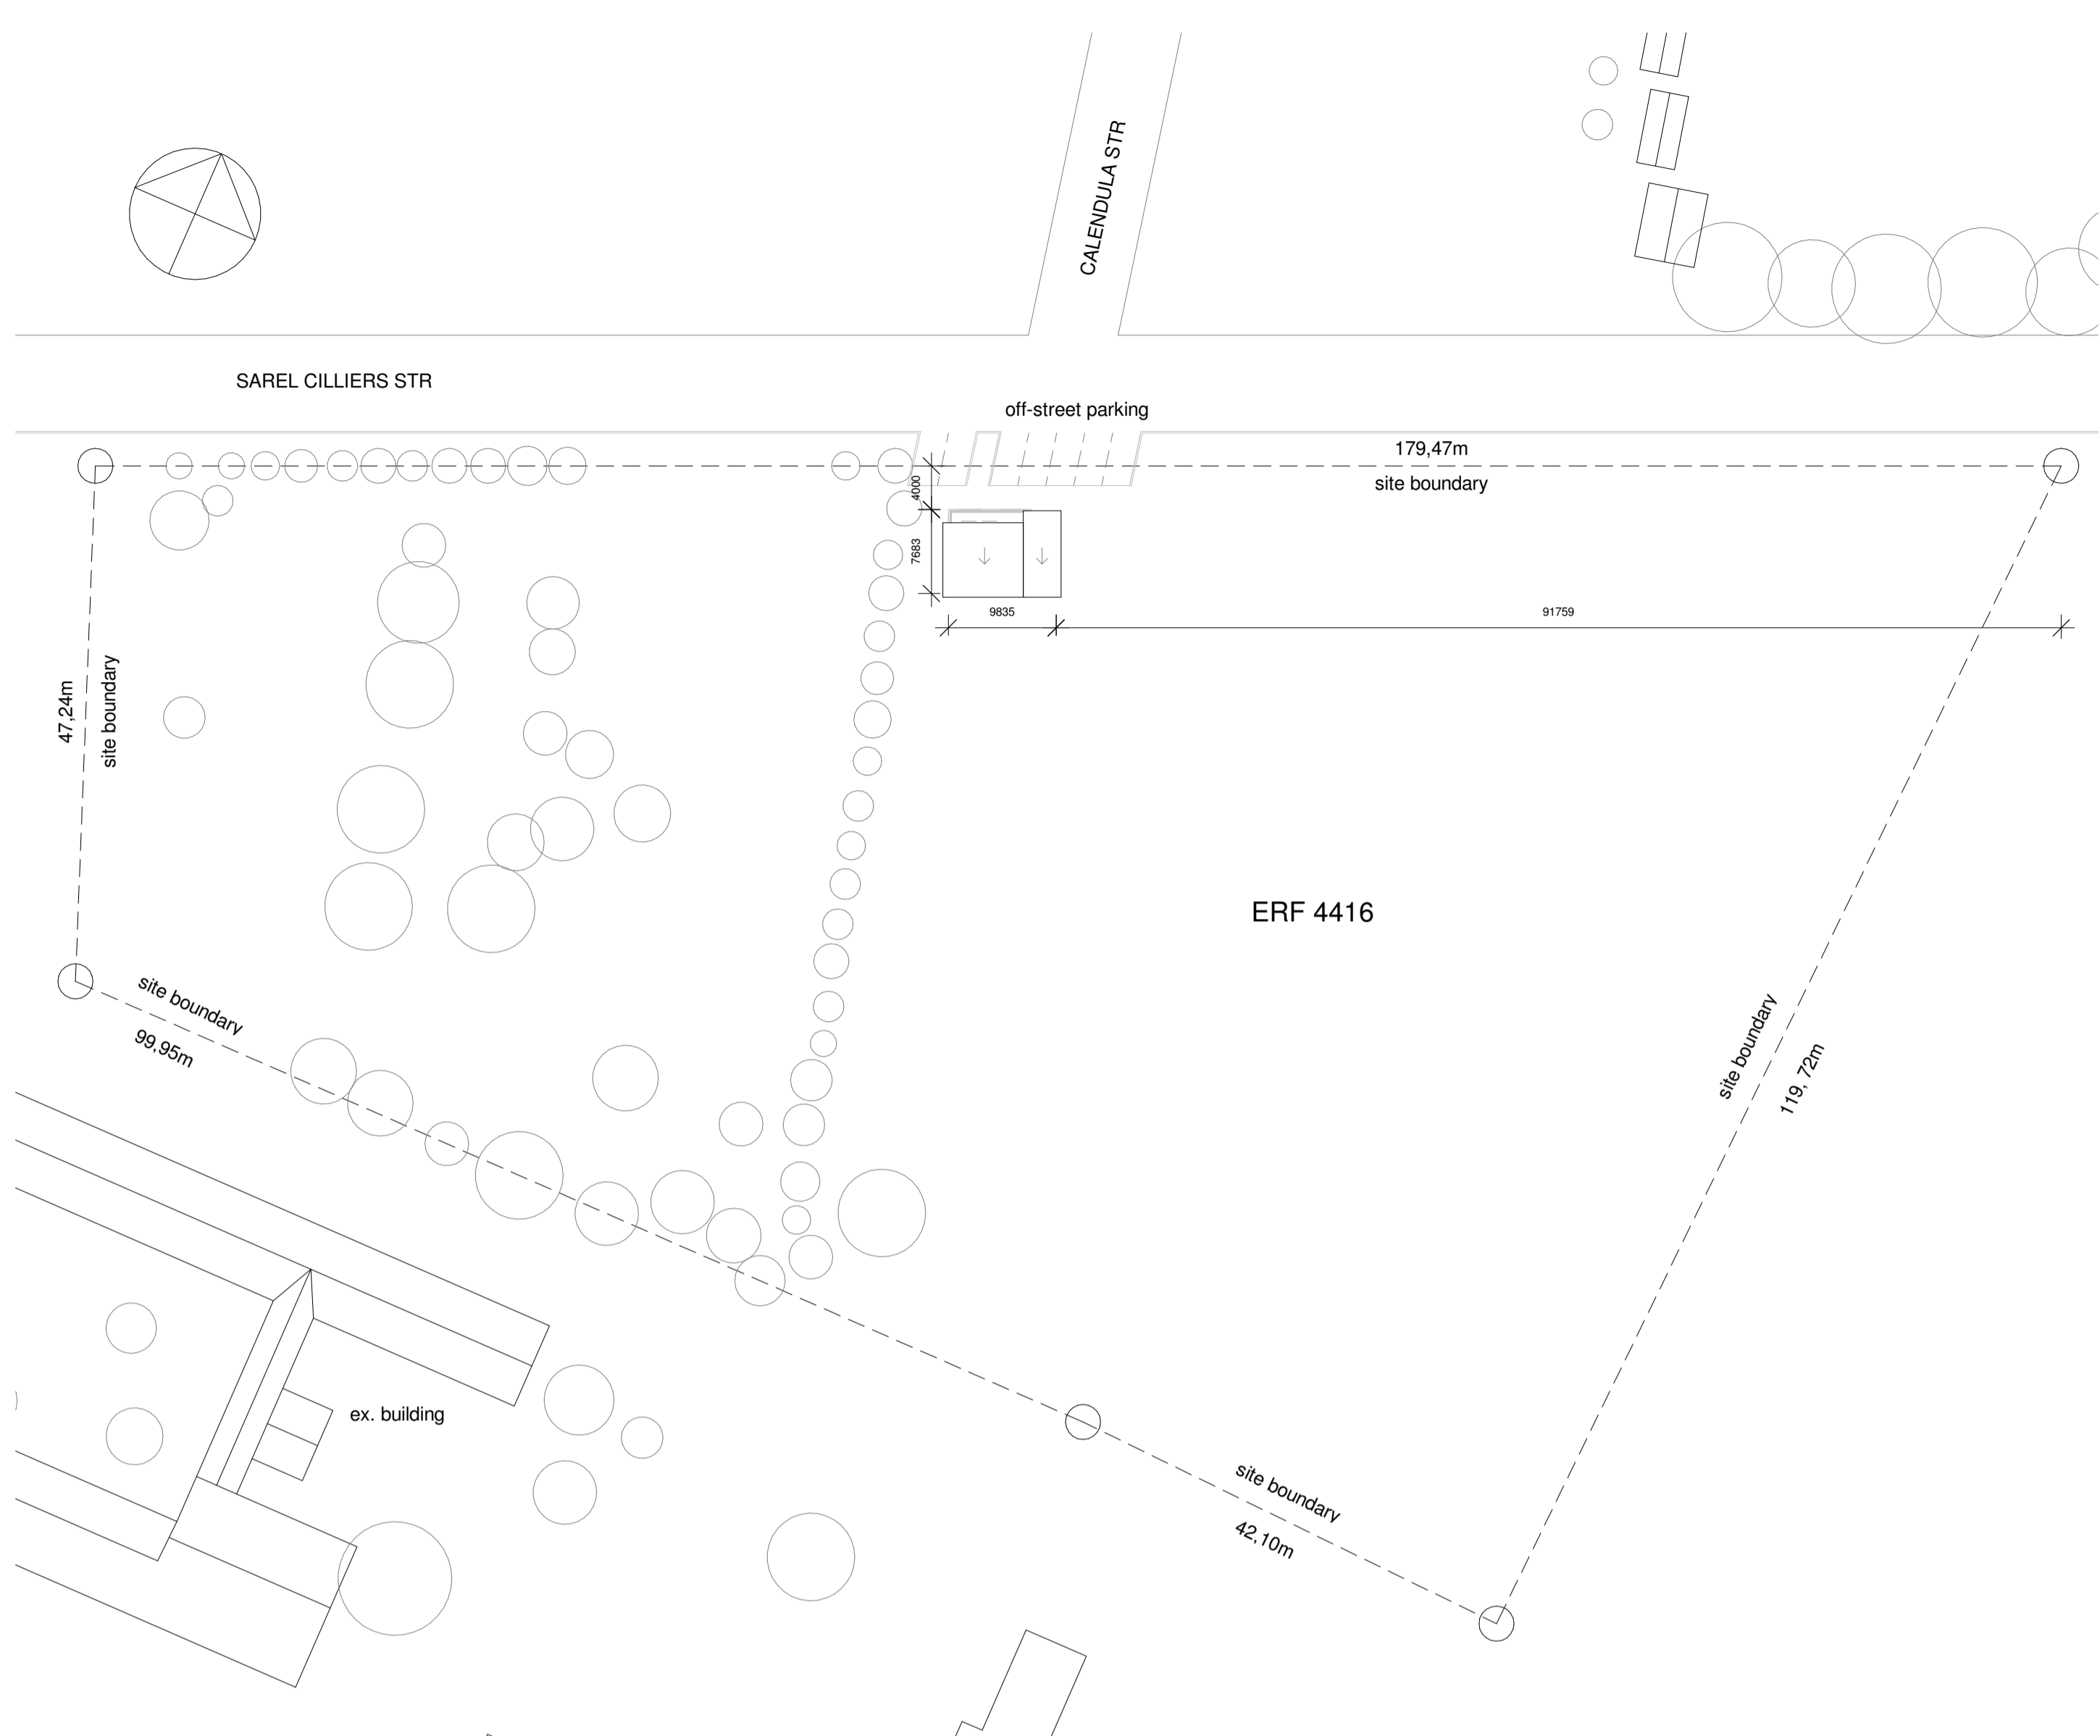 CALENDULA STR
SAREL CILLIERS STR
off-street parking
179,47m
site boundary
4000
7683
9835
91759
47,24m
site boundary
ERF 4416
site boundary
99,95m
site boundary
119, 72m
ex. building
site boundary
42,10m